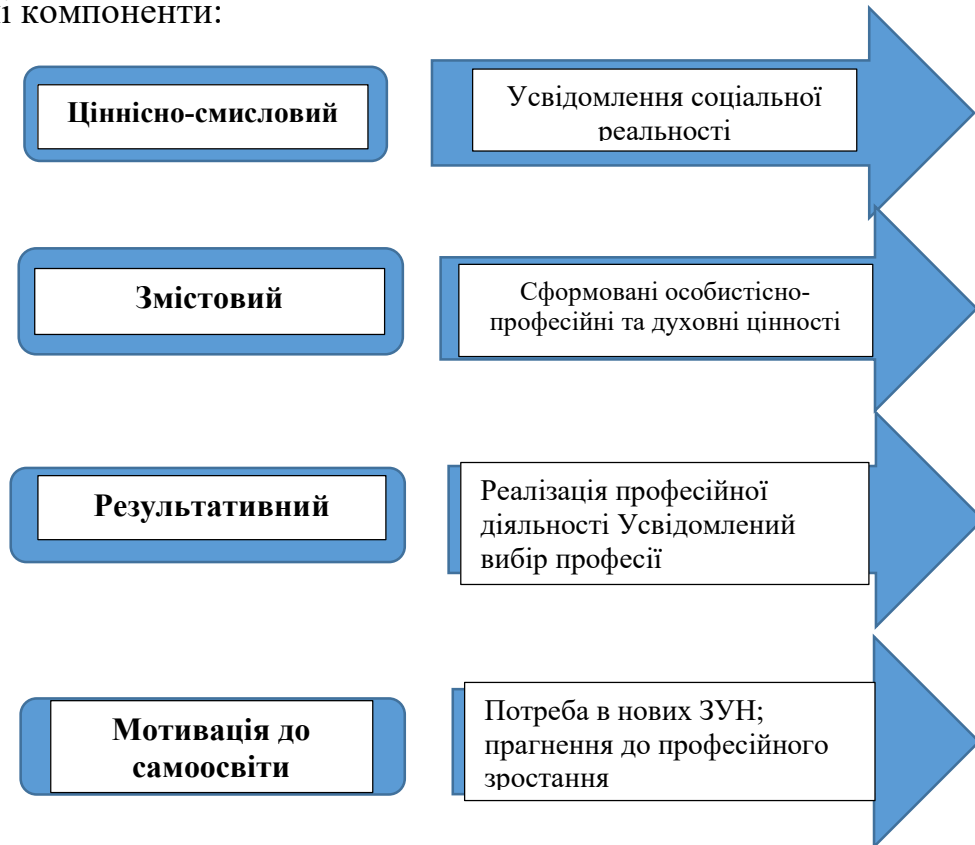 компоненти:
Ціннісно-смисловий
Усвідомлення соціальної
реальності
Змістовий
Сформовані особистісно-
професійні та духовні цінності
Результативний
Реалізація професійної
діяльності Усвідомлений
вибір професії
Мотивація до
самоосвіти
Потреба в нових ЗУН;
прагнення до професійного
зростання